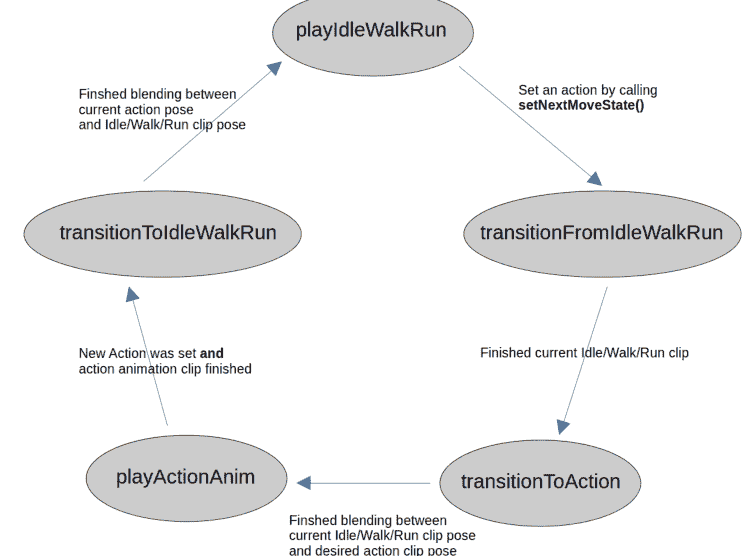 playIdleWalkRun
Finshed blending between
current action pose
and Idle/Walk/Run clip pose
Set an action by calling
setNextMoveState()
transitionToIdleWalkRun
transitionFromIdleWalkRun
New Action was set and
action animation clip finished
Finished current Idle/Walk/Run clip
playActionAnim
transitionToAction
Finshed blending between
current Idle/Walk/Run clip pose
and desired action clip pose